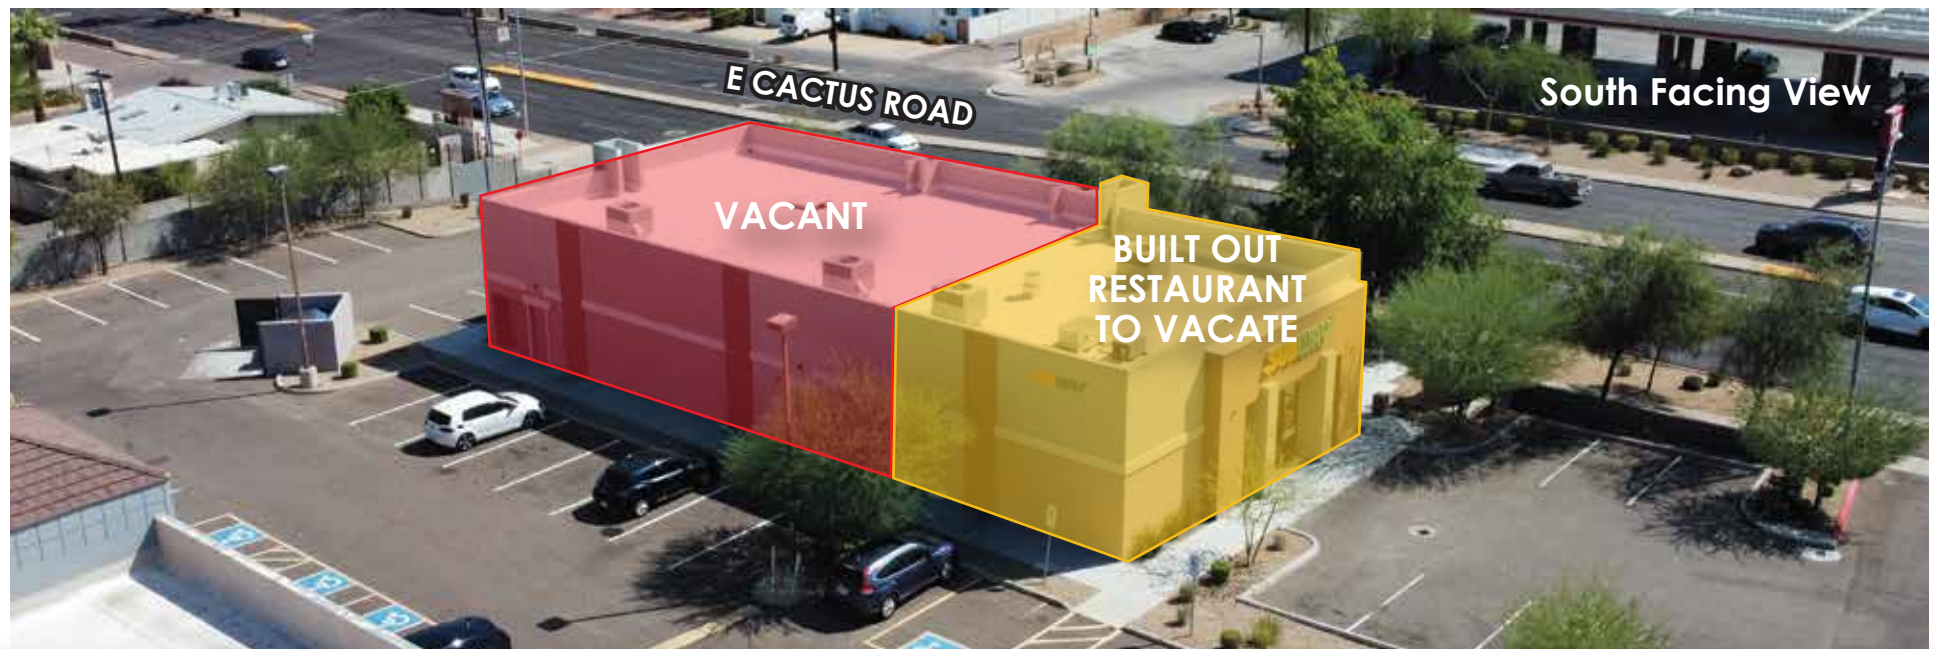 E CACTUS ROAD
South Facing View
VACANT
BUILT OUT
RESTAURANT
TO VACATE